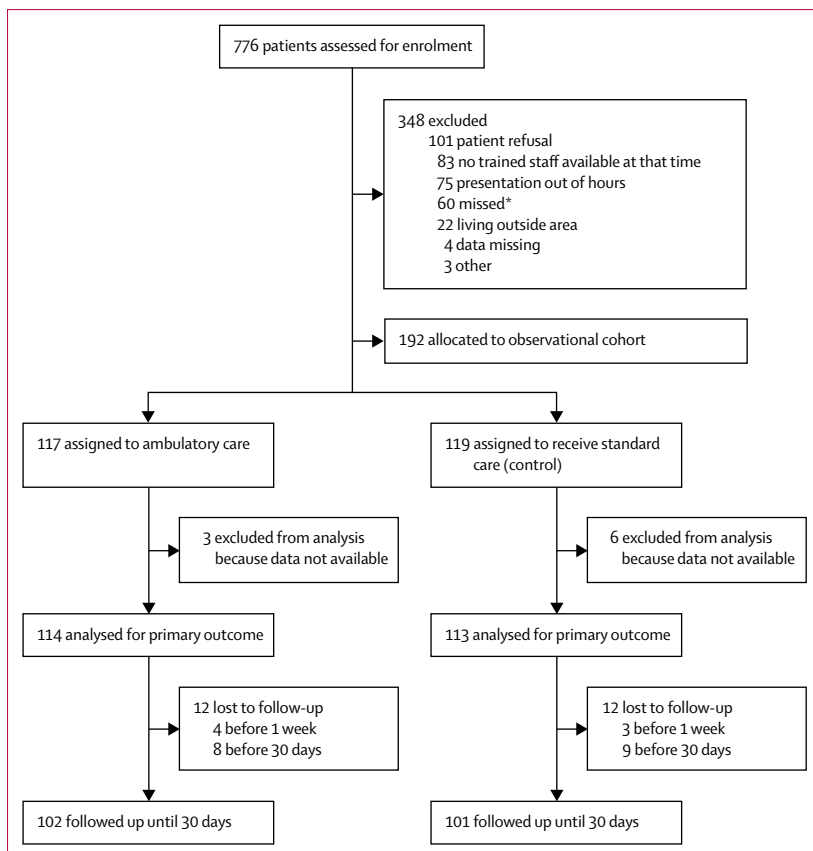 776 patients assessed for enrolment
348 excluded
101 patient refusal
83 no trained staff available at that time
75 presentation out of hours
60 missed*
22 living outside area
4 data missing
3 other
192 allocated to observational cohort
117 assigned to ambulatory care
119 assigned to receive standard
care (control)
3 excluded from analysis
because data not available
6 excluded from analysis
because data not available
114 analysed for primary outcome
113 analysed for primary outcome
12 lost to follow-up
4 before 1 week
8 before 30 days
12 lost to follow-up
3 before 1 week
9 before 30 days
102 followed up until 30 days
101 followed up until 30 days